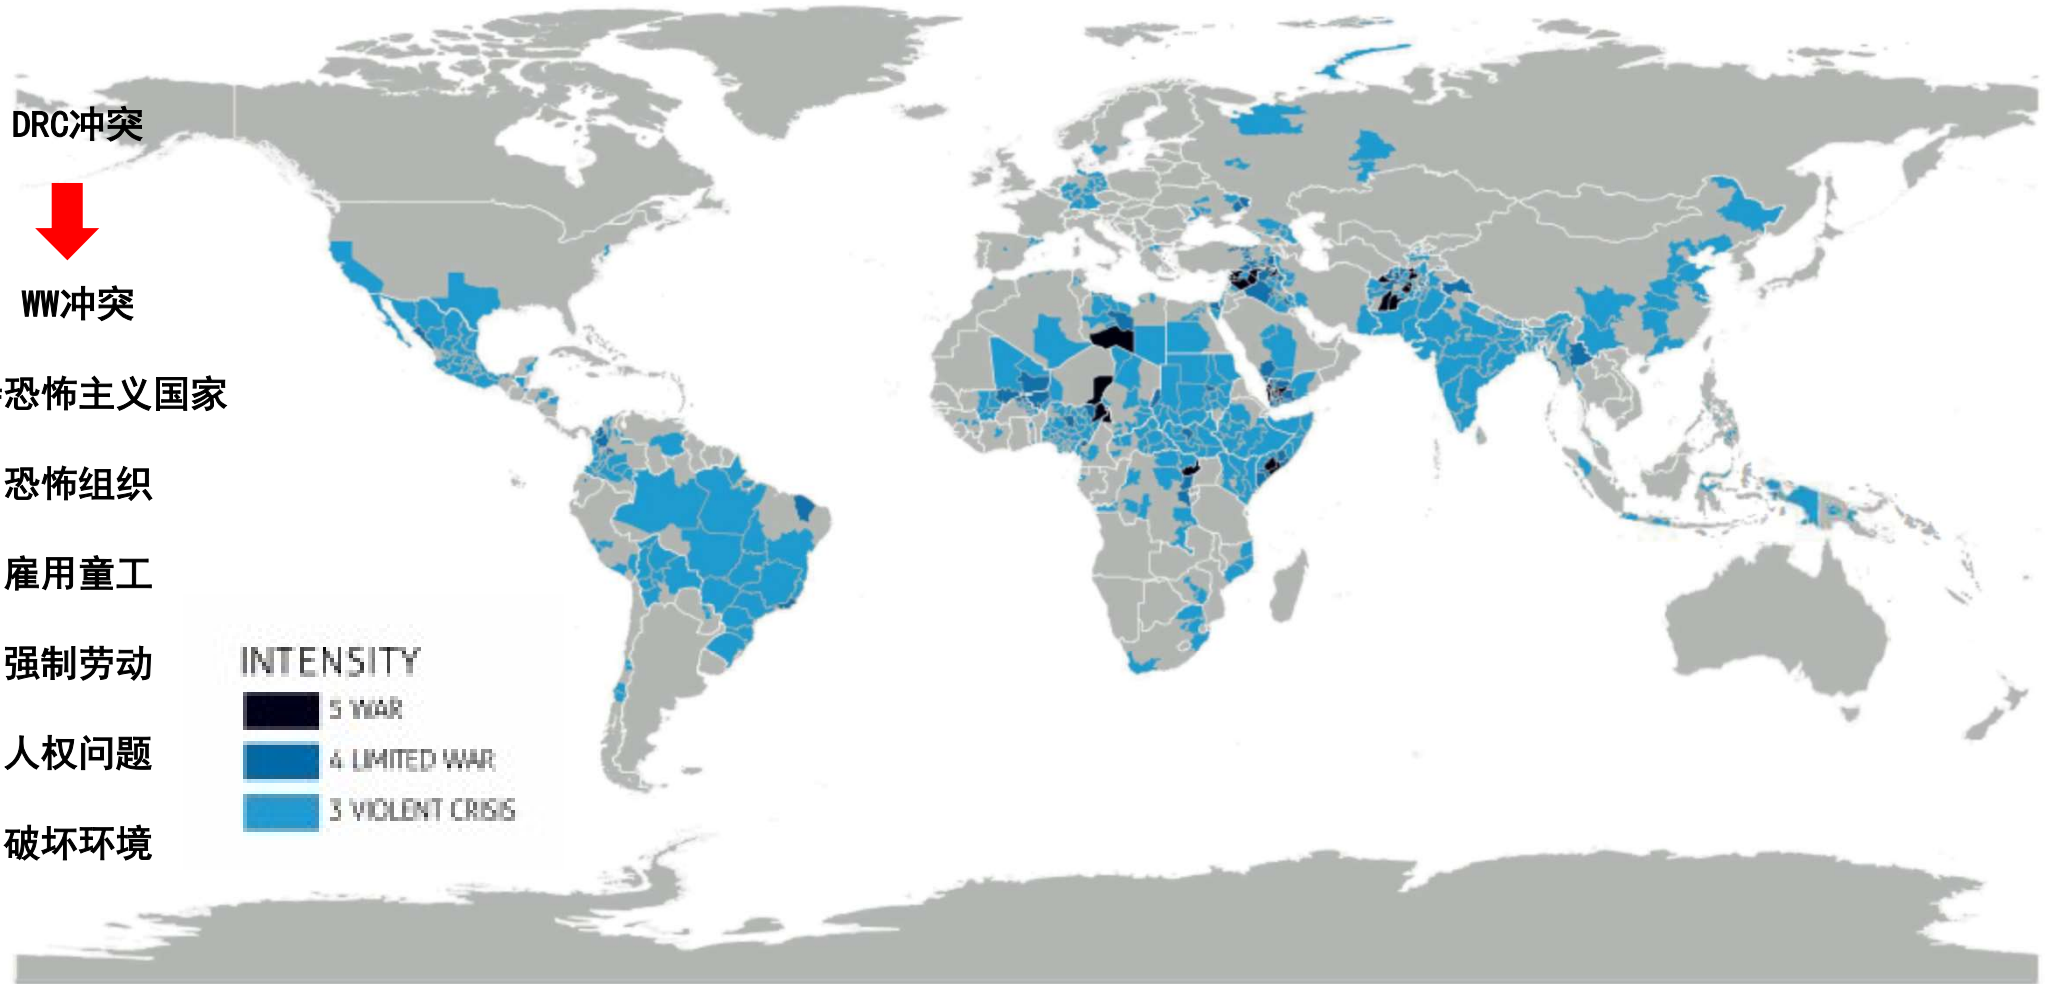 DRC冲突
WW冲突
恐怖主义国家
恐怖组织
雇用童工
强制劳动
人权问题
破坏环境
INTENSITY
5 WAR
4 LIMITED WAR
3 VIOLENT CRISIS